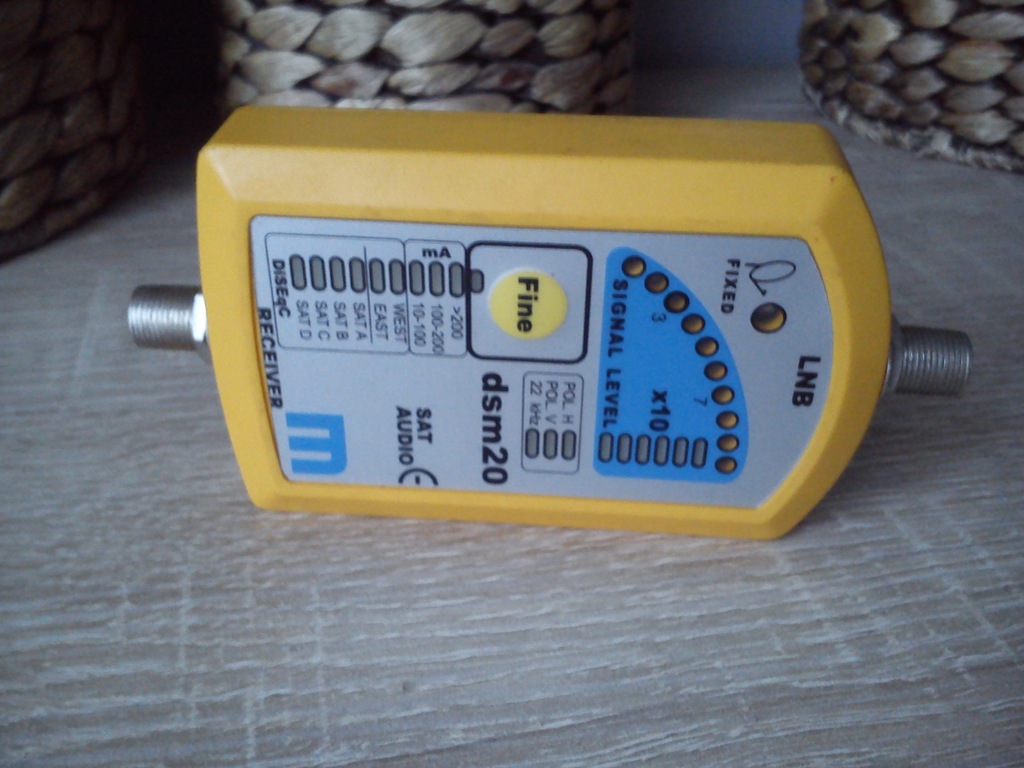 LNB
FIXED
3
7
x10
SIGNAL LEVEL
Fine
POL H
POL V
22 kHz
dsm20
mA
>200
100-200
10-100
WEST
EAST
SAT A
SAT B
SAT C
SAT D
DiSEqC
SAT
AUDIO
CE
RECEIVER
m